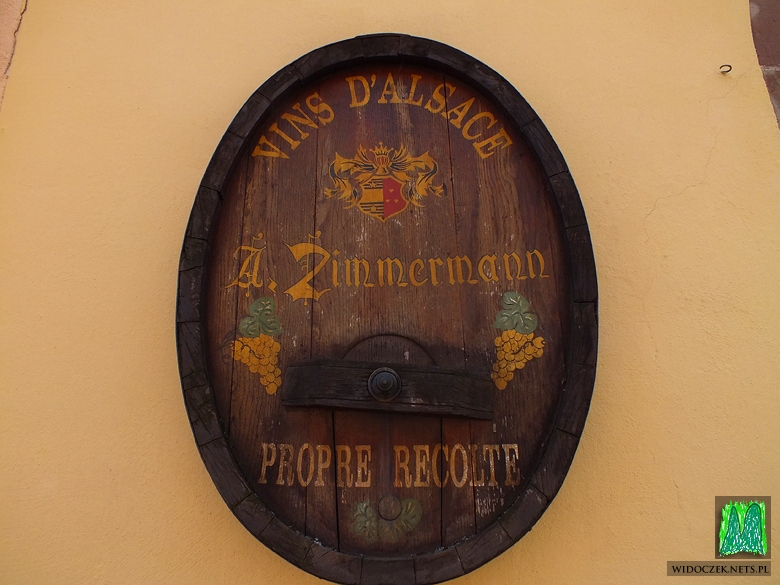 VINS D'ALSACE
A. Zimmermann
PROPRE RECOLTE
WIDOCZEK.NETS.PL